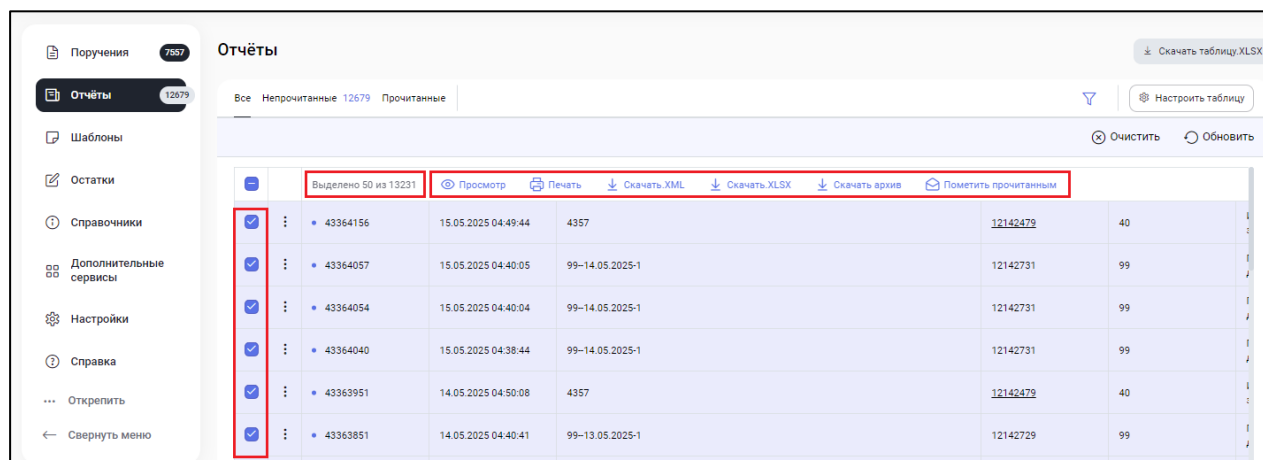 Поручения 7557
Отчёты 12679
Шаблоны
Остатки
Справочники
Дополнительные
сервисы
Настройки
Справка
Открепить
Свернуть меню
Отчёты
Скачать таблицу.XLSX
Все Непрочитанные 12679 Прочитанные
Настроить таблицу
Очистить Обновить
Выделено 50 из 13231 Просмотр Печать Скачать.XML Скачать.XLSX Скачать архив Пометить прочитанным
43364156 15.05.2025 04:49:44 4357 12142479 40
43364057 15.05.2025 04:40:05 99--14.05.2025-1 12142731 99
43364054 15.05.2025 04:40:04 99--14.05.2025-1 12142731 99
43364040 15.05.2025 04:38:44 99--14.05.2025-1 12142731 99
43363951 14.05.2025 04:50:08 4357 12142479 40
43363851 14.05.2025 04:40:41 99--13.05.2025-1 12142729 99